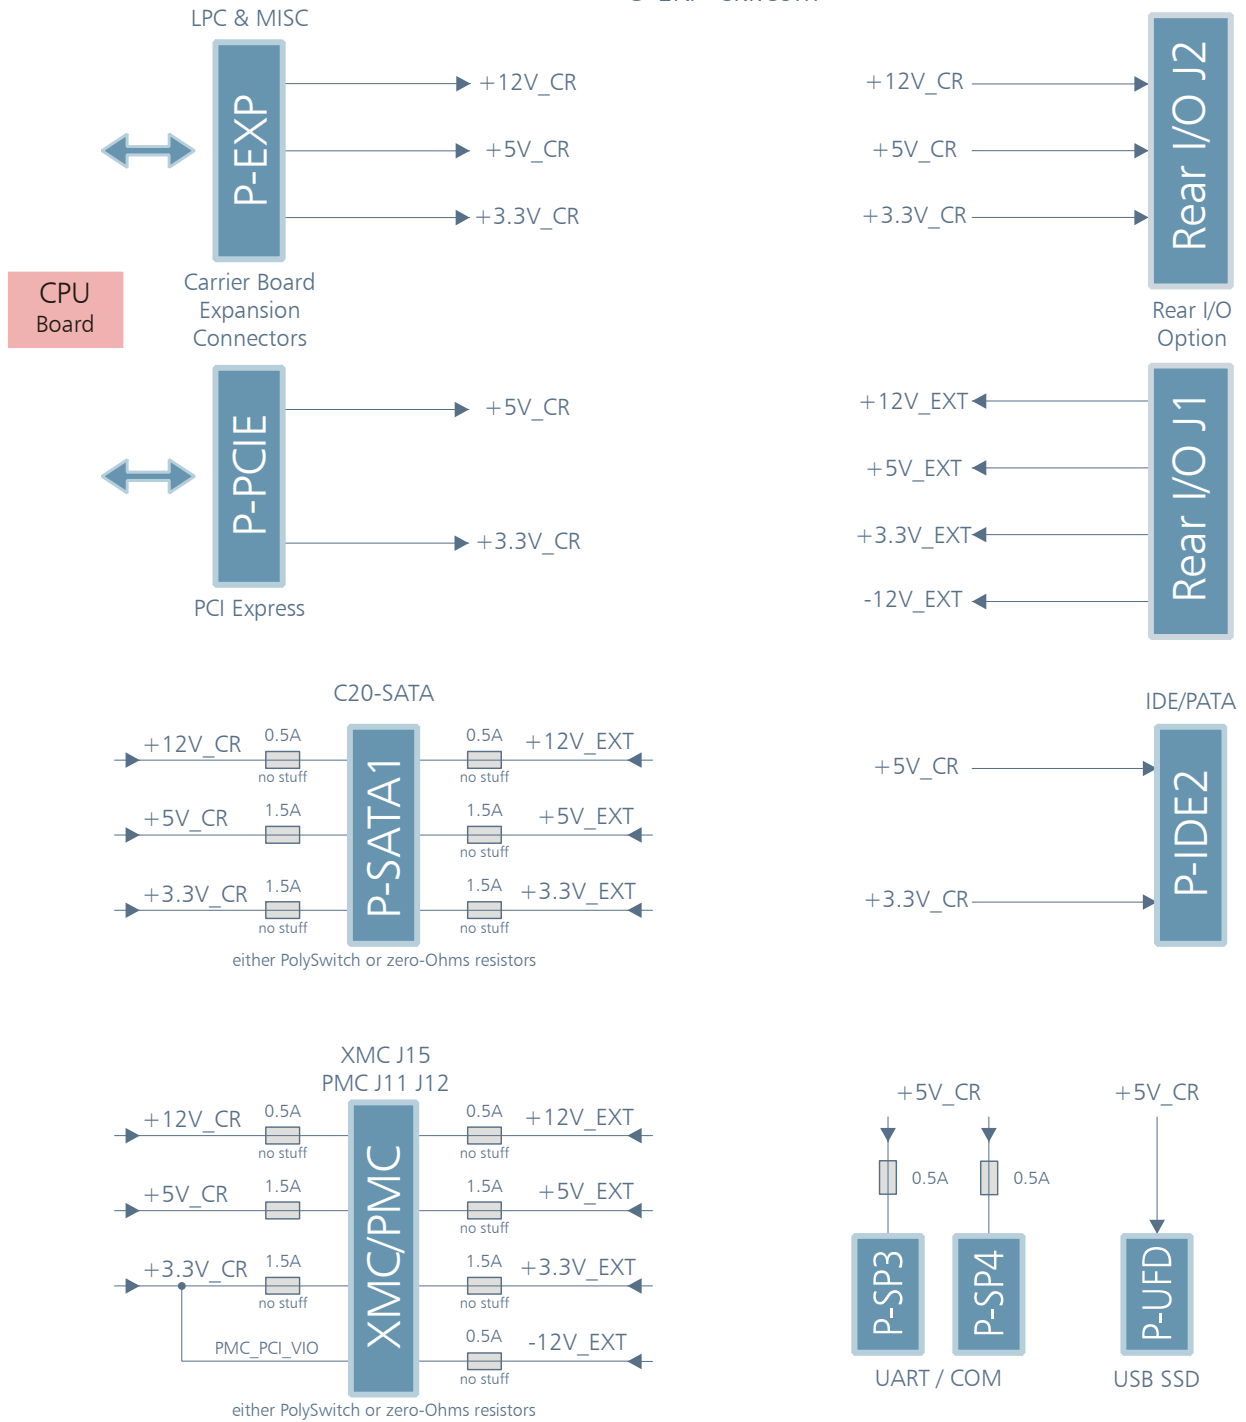 LPC & MISC
P-EXP
+12V_CR
+5V_CR
+3.3V_CR
+12V_CR
+5V_CR
+3.3V_CR
Rear I/O J2
CPU
Board
Carrier Board
Expansion
Connectors
Rear I/O
Option
P-PCIE
+5V_CR
+3.3V_CR
PCI Express
+12V_EXT
+5V_EXT
+3.3V_EXT
-12V_EXT
Rear I/O J1
C20-SATA
+12V_CR
0.5A
no stuff
+5V_CR
1.5A
+3.3V_CR
1.5A
no stuff
P-SATA1
0.5A
no stuff
+12V_EXT
1.5A
no stuff
+5V_EXT
1.5A
no stuff
+3.3V_EXT
either PolySwitch or zero-Ohms resistors
IDE/PATA
+5V_CR
+3.3V_CR
P-IDE2
XMC J15
PMC J11 J12
+12V_CR
0.5A
no stuff
+5V_CR
1.5A
+3.3V_CR
1.5A
no stuff
PMC_PCI_VIO
XMC/PMC
0.5A
no stuff
+12V_EXT
1.5A
no stuff
+5V_EXT
1.5A
no stuff
+3.3V_EXT
0.5A
no stuff
-12V_EXT
either PolySwitch or zero-Ohms resistors
+5V_CR
0.5A
0.5A
P-SP3
P-SP4
UART / COM
+5V_CR
P-UFD
USB SSD